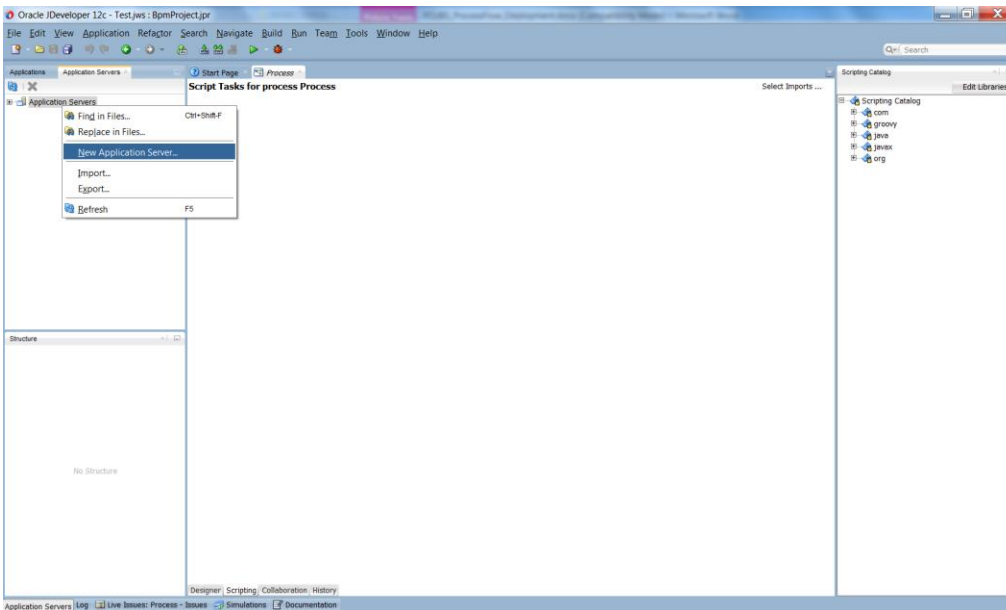 Oracle JDeveloper 12c - Test.jws : BpmProject.jpr
File Edit View Application Refactor Search Navigate Build Run Team Tools Window Help
Search
Applications Application Servers
Start Page Process
Scripting Catalog
Script Tasks for process Process
Select Imports ...
Edit Libraries
Application Servers
Find in Files... Ctrl+Shift-F
Replace in Files...
New Application Server...
Import...
Export...
Refresh F5
Scripting Catalog
com
groovy
java
javax
org
Structure
No Structure
Designer Scripting Collaboration History
Application Servers Log Live Issues: Process - Issues Simulations Documentation